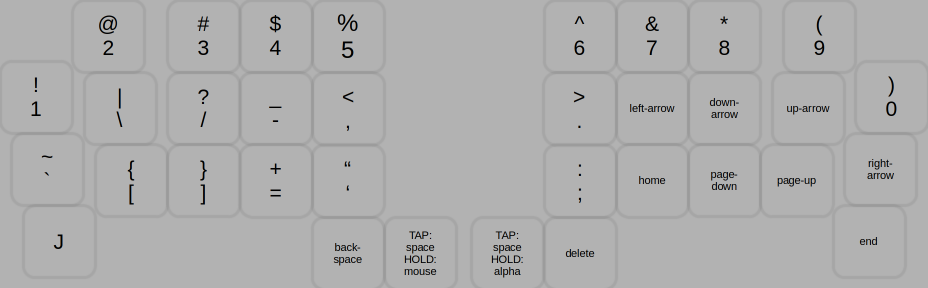 @
2
#
3
$
4
%
5
^
6
&
7
*
8
(
9
!
1
|
\
?
/
_
-
<
,
>
.
left-arrow
down-
arrow
up-arrow
)
0
~
`
{
[
}
]
+
=
“
‘
:
;
home
page-
down
page-up
right-
arrow
J
back-
space
TAP:
space
HOLD:
mouse
TAP:
space
HOLD:
alpha
delete
end